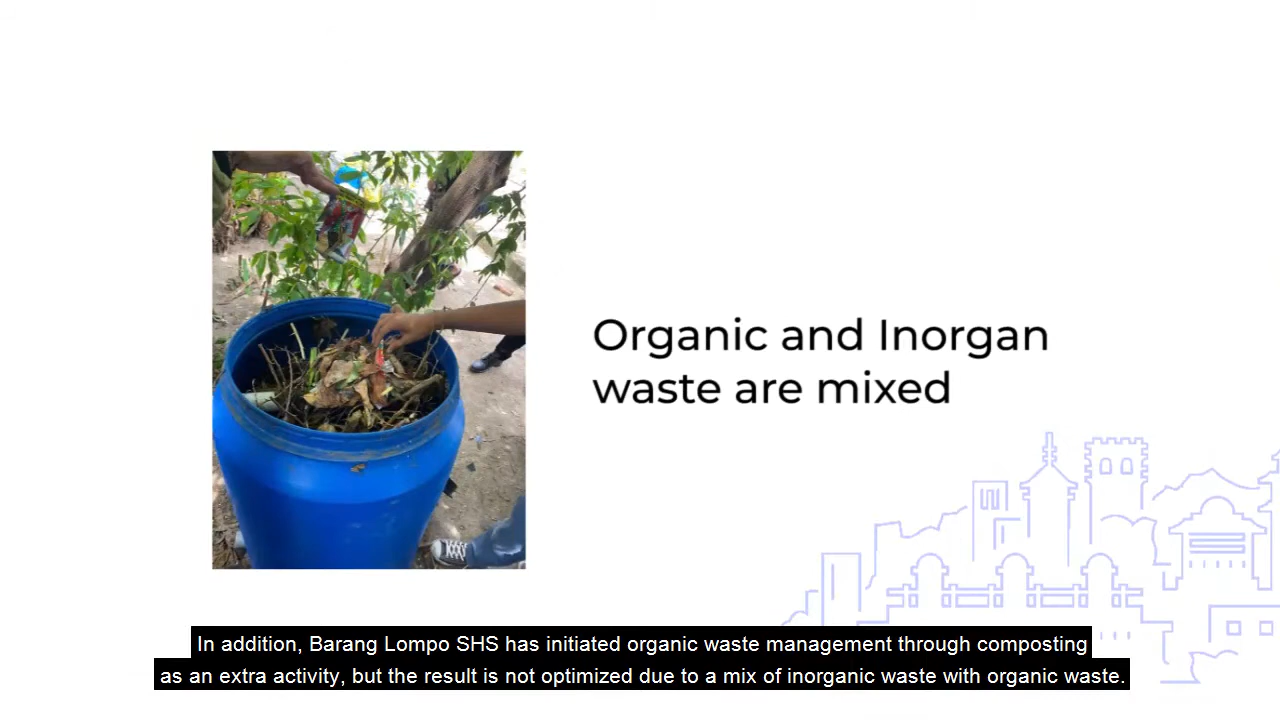 Organic and Inorgan
waste are mixed
In addition, Barang Lompo SHS has initiated organic waste management through composting
as an extra activity, but the result is not optimized due to a mix of inorganic waste with organic waste.